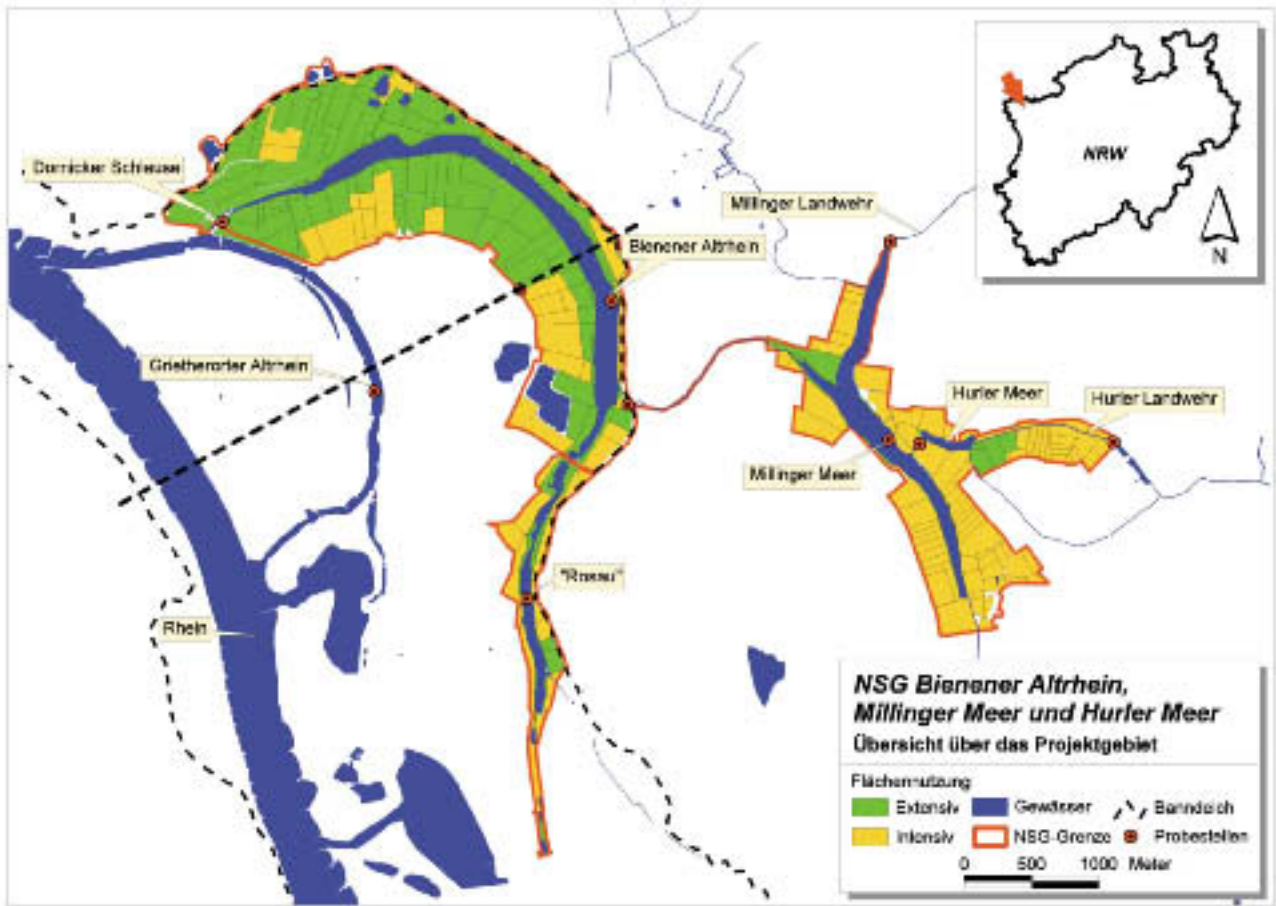 NRW
N
Dornicker Schleuse
Millinger Landwehr
Bienener Altrhein
Grietherorter Altrhein
Hurler Meer
Hurler Landwehr
Millinger Meer
"Rosau"
Rhein
NSG Bienener Altrhein,
Millinger Meer und Hurler Meer
Übersicht über das Projektgebiet
Flächennutzung
Extensiv Gewässer Banndeich
Intensiv NSG-Grenze Probestellen
0 500 1000 Meter